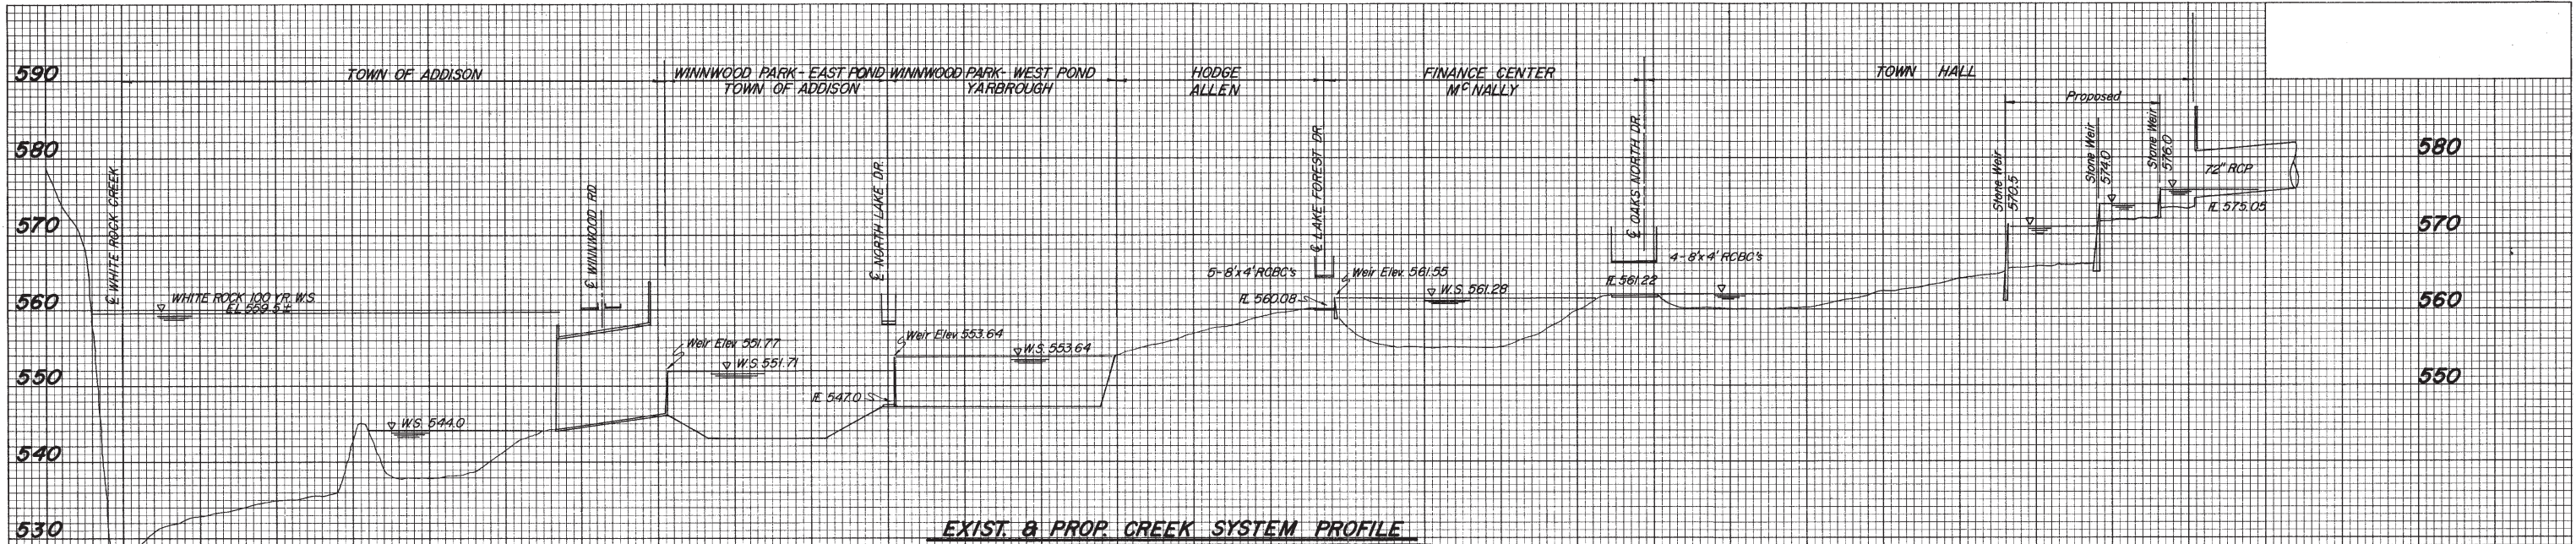 590
580
570
560
550
540
530
TOWN OF ADDISON
WINNWOOD PARK - EAST POND
TOWN OF ADDISON
WINNWOOD PARK - WEST POND
YARBROUGH
HODGE
ALLEN
FINANCE CENTER
McNALLY
TOWN HALL
Proposed
℄ WHITE ROCK CREEK
WHITE ROCK 100 YR. W.S.
EL 559.5 ±
W.S. 544.0
℄ WINNWOOD RD
Weir Elev 551.77
W.S. 551.71
℄ NORTH LAKE DR.
Weir Elev 553.64
FL 547.0
W.S. 553.64
℄ LAKE FOREST DR.
5-8'x4' RCBC's
FL 560.08
Weir Elev. 561.55
W.S. 561.28
℄ OAKS NORTH DR.
FL 561.22
4-8'x4' RCBC's
Stone Weir
570.5
Stone Weir
574.0
Stone Weir
576.0
72" RCP
FL 575.05
580
570
560
550
EXIST. & PROP. CREEK SYSTEM PROFILE